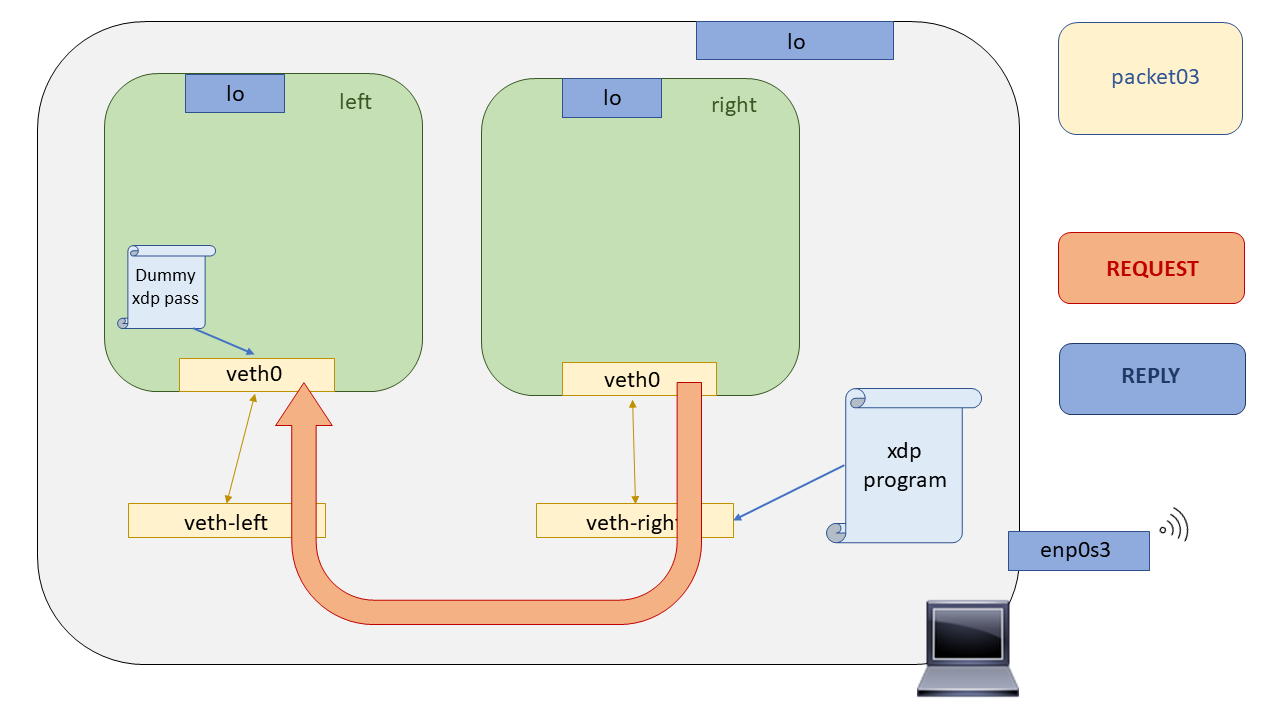 lo
packet03
lo
left
lo
right
Dummy
xdp pass
REQUEST
veth0
veth0
REPLY
xdp
program
veth-left
veth-right
enp0s3